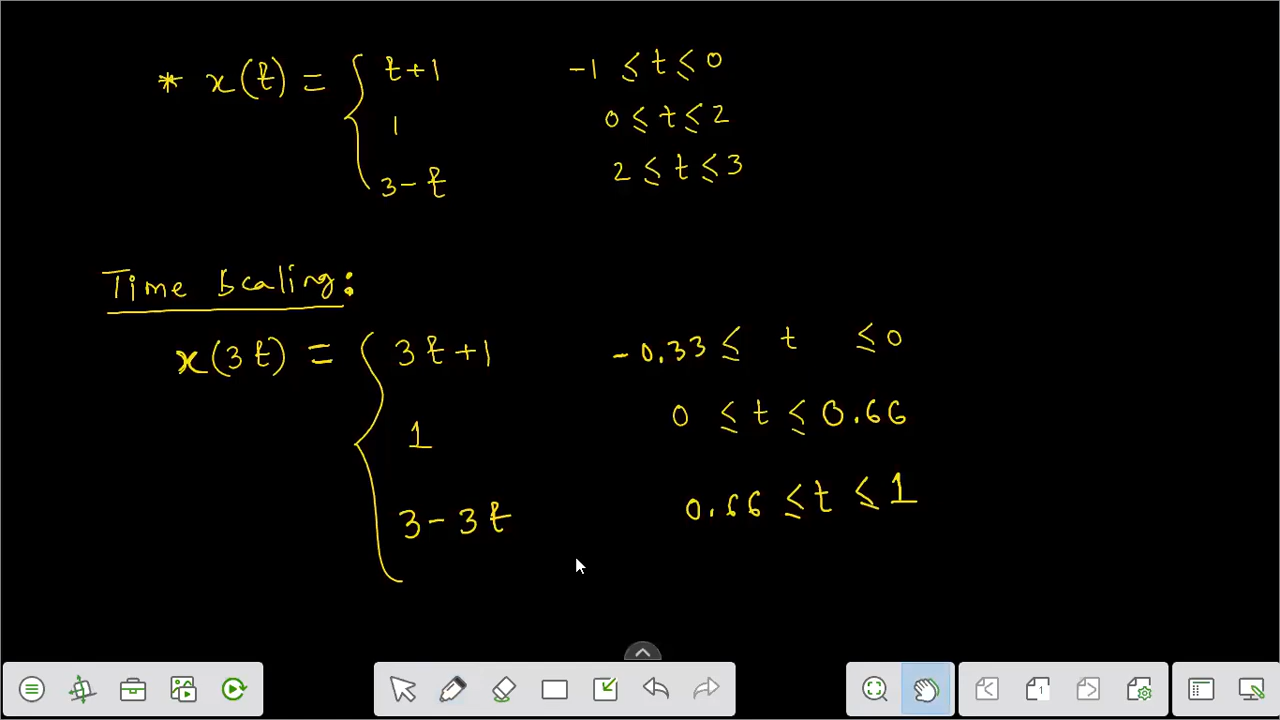 * x(t) = { t+1    -1 ≤ t ≤ 0
1    0 ≤ t ≤ 2
3-t    2 ≤ t ≤ 3
Time Scaling:
x(3t) = { 3t+1    -0.33 ≤ t ≤ 0
1    0 ≤ t ≤ 0.66
3-3t    0.66 ≤ t ≤ 1
1